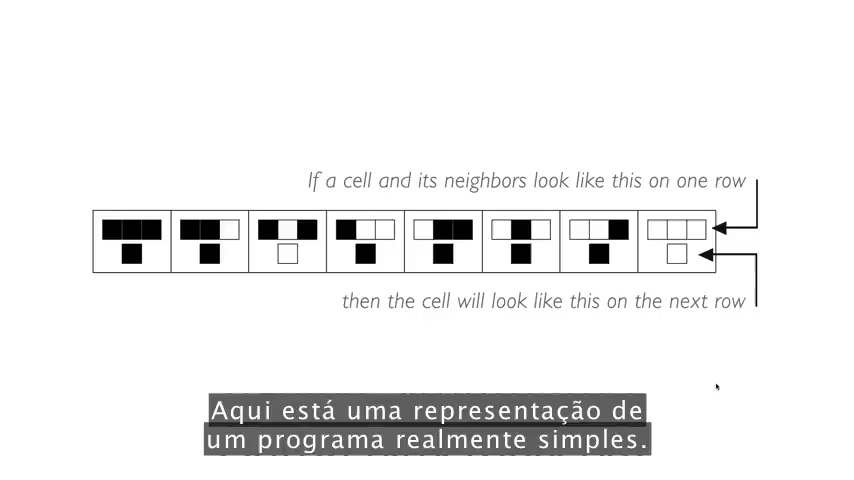 If a cell and its neighbors look like this on one row
then the cell will look like this on the next row
Aqui está uma representação de
um programa realmente simples.